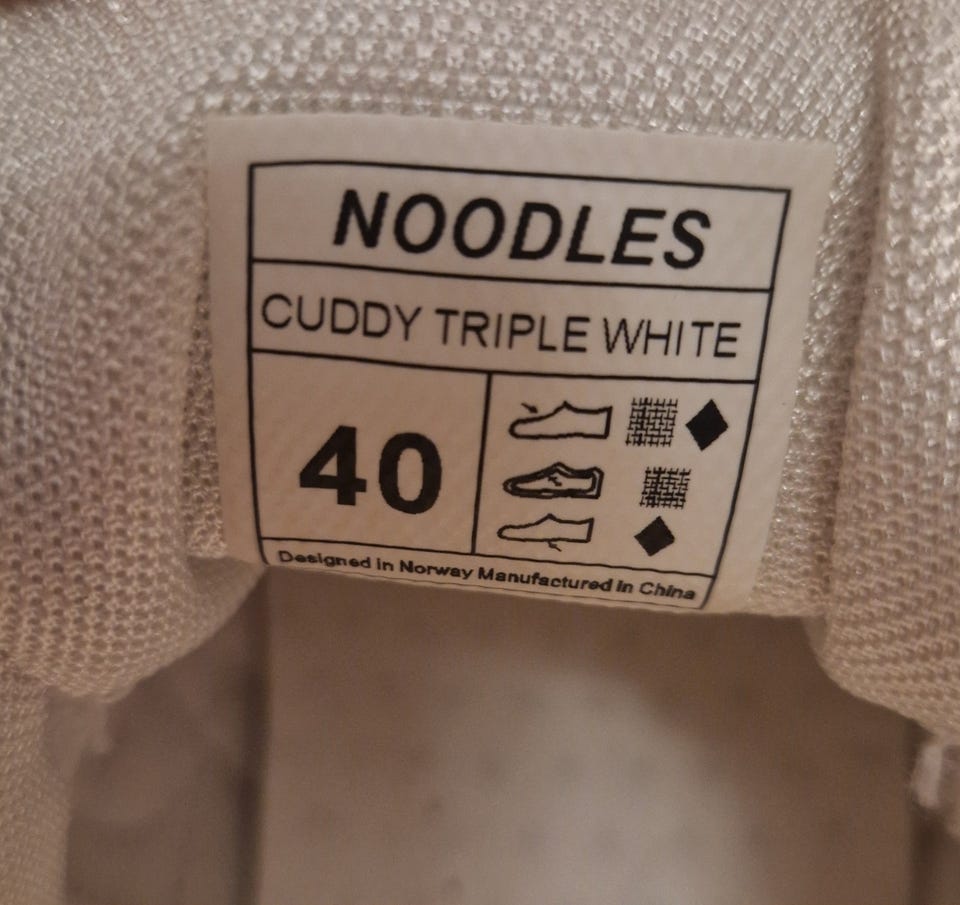 NOODLES
CUDDY TRIPLE WHITE
40
Designed in Norway Manufactured in China